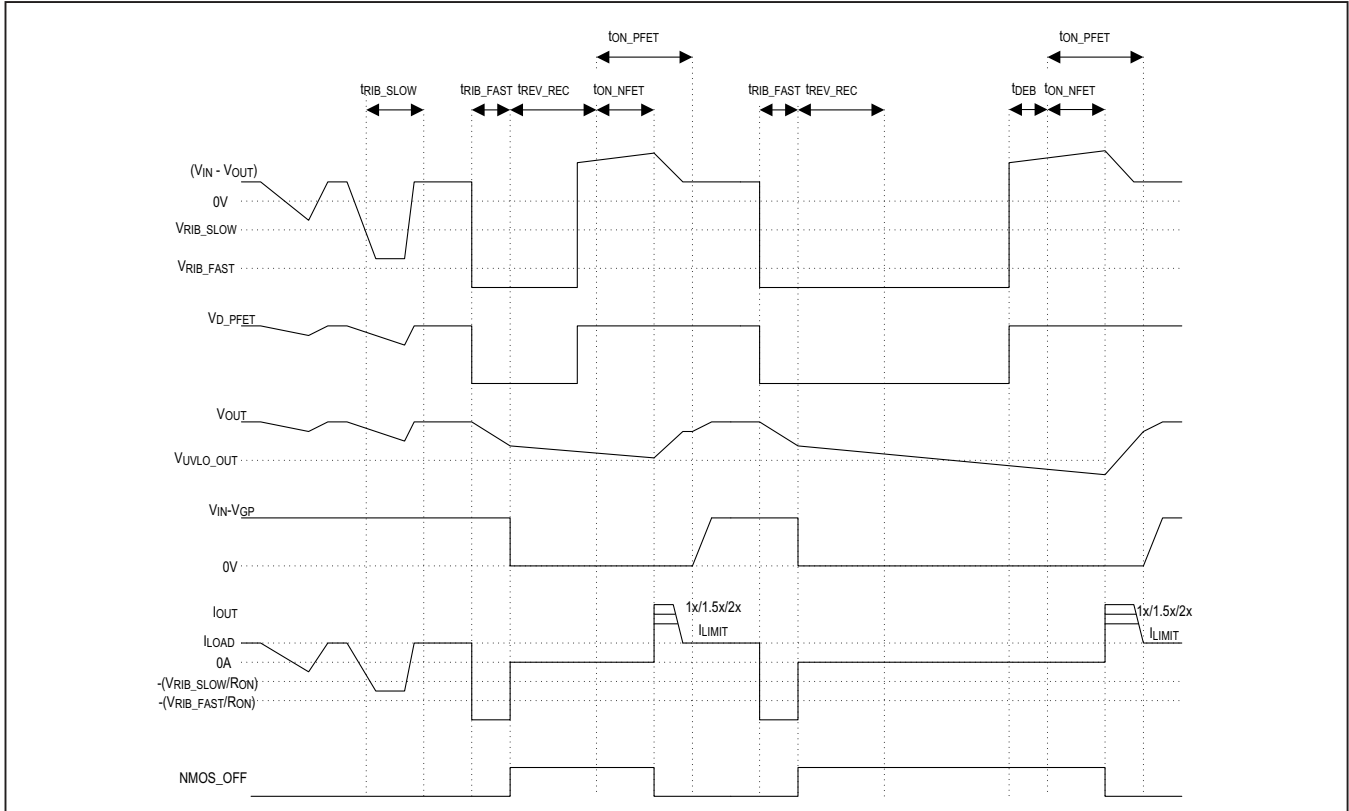 tON_PFET tON_PFET
tRIB_SLOW tRIB_FAST tREV_REC tON_NFET tRIB_FAST tREV_REC tDEB tON_NFET
(VIN - VOUT)
0V
VRIB_SLOW
VRIB_FAST
VD_PFET
VOUT
VUVLO_OUT
VIN-VGP
0V
IOUT 1x/1.5x/2x 1x/1.5x/2x
ILOAD ILIMIT ILIMIT
0A
-(VRIB_SLOW/RON)
-(VRIB_FAST/RON)
NMOS_OFF